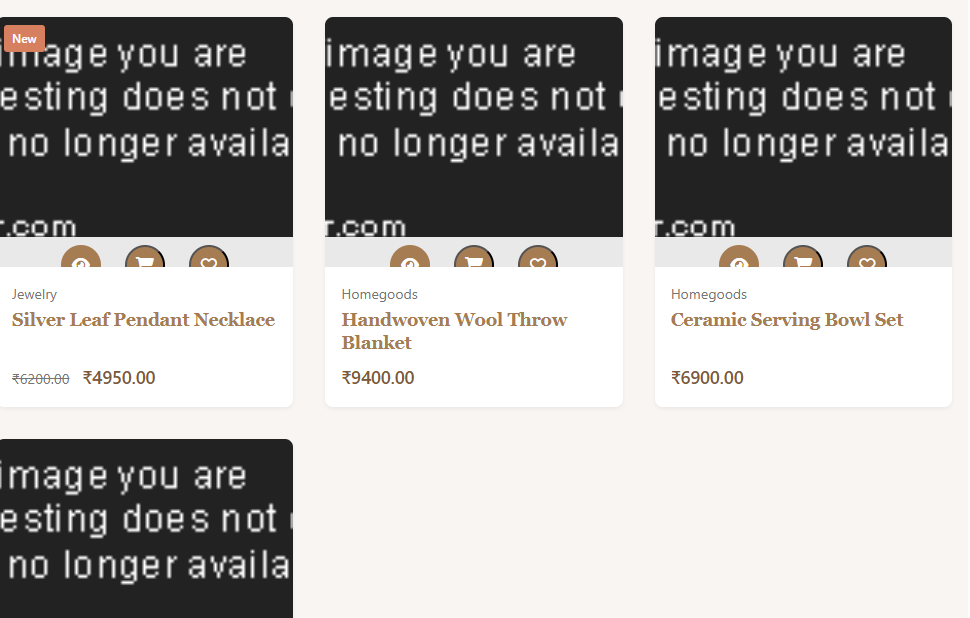 New
image you are
esting does not
no longer availa
r.com
Jewelry
Silver Leaf Pendant Necklace
₹6200.00 ₹4950.00
image you are
esting does not
no longer availa
r.com
Homegoods
Handwoven Wool Throw
Blanket
₹9400.00
image you are
esting does not
no longer availa
r.com
Homegoods
Ceramic Serving Bowl Set
₹6900.00
image you are
esting does not
no longer availa